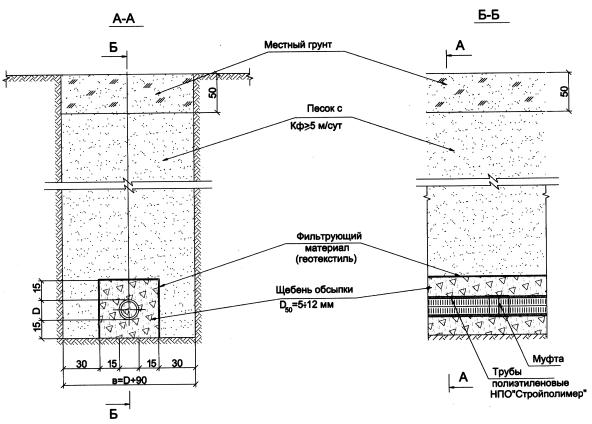 А-А
Б-Б
Б
А
Местный грунт
50
50
Песок с
Кф≥5 м/сут
Фильтрующий
материал
(геотекстиль)
15
D
15
Щебень обсыпки
D50=5÷12 мм
30
15
15
30
в=D+90
Муфта
Трубы
полиэтиленовые
НПО"Стройполимер"
Б
А